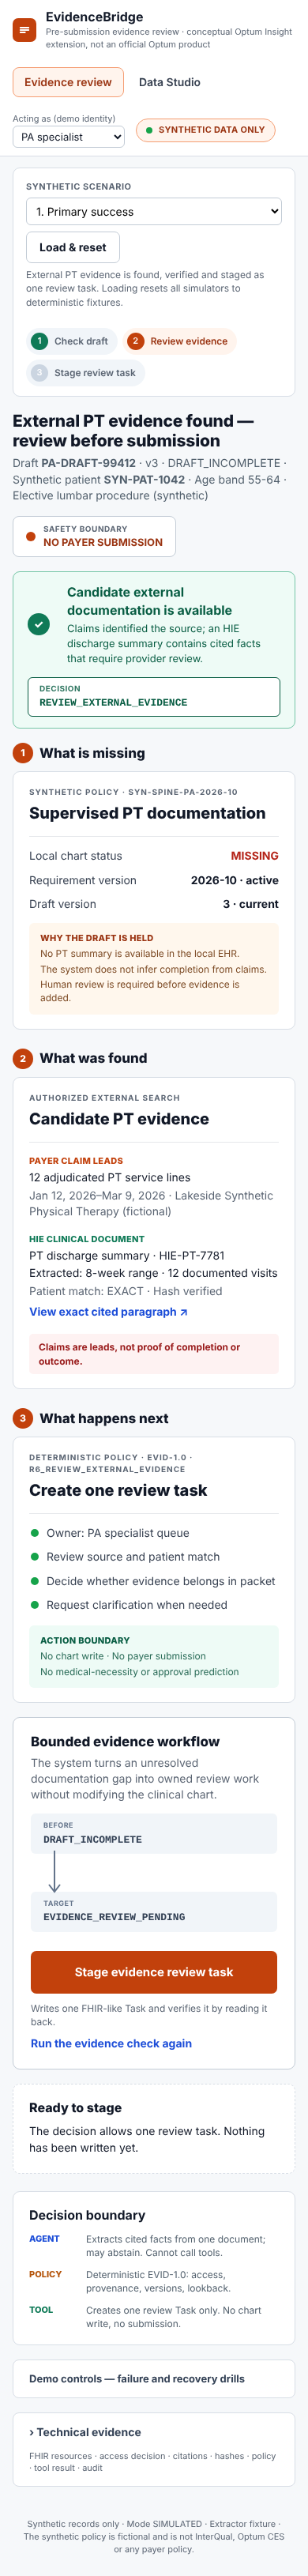 EvidenceBridge
Pre-submission evidence review · conceptual Optum Insight
extension, not an official Optum product
Evidence review
Data Studio
Acting as (demo identity)
PA specialist
SYNTHETIC DATA ONLY
SYNTHETIC SCENARIO
1. Primary success
Load & reset
External PT evidence is found, verified and staged as
one review task. Loading resets all simulators to
deterministic fixtures.
1 Check draft
2 Review evidence
3 Stage review task
External PT evidence found —
review before submission
Draft PA-DRAFT-99412 · v3 · DRAFT_INCOMPLETE ·
Synthetic patient SYN-PAT-1042 · Age band 55-64 ·
Elective lumbar procedure (synthetic)
SAFETY BOUNDARY
NO PAYER SUBMISSION
Candidate external
documentation is available
Claims identified the source; an HIE
discharge summary contains cited facts
that require provider review.
DECISION
REVIEW_EXTERNAL_EVIDENCE
1 What is missing
SYNTHETIC POLICY · SYN-SPINE-PA-2026-10
Supervised PT documentation
Local chart status MISSING
Requirement version 2026-10 · active
Draft version 3 · current
WHY THE DRAFT IS HELD
No PT summary is available in the local EHR.
The system does not infer completion from claims.
Human review is required before evidence is
added.
2 What was found
AUTHORIZED EXTERNAL SEARCH
Candidate PT evidence
PAYER CLAIM LEADS
12 adjudicated PT service lines
Jan 12, 2026–Mar 9, 2026 · Lakeside Synthetic
Physical Therapy (fictional)
HIE CLINICAL DOCUMENT
PT discharge summary · HIE-PT-7781
Extracted: 8-week range · 12 documented visits
Patient match: EXACT · Hash verified
View exact cited paragraph ↗
Claims are leads, not proof of completion or
outcome.
3 What happens next
DETERMINISTIC POLICY · EVID-1.0 ·
R6_REVIEW_EXTERNAL_EVIDENCE
Create one review task
Owner: PA specialist queue
Review source and patient match
Decide whether evidence belongs in packet
Request clarification when needed
ACTION BOUNDARY
No chart write · No payer submission
No medical-necessity or approval prediction
Bounded evidence workflow
The system turns an unresolved
documentation gap into owned review work
without modifying the clinical chart.
BEFORE
DRAFT_INCOMPLETE
TARGET
EVIDENCE_REVIEW_PENDING
Stage evidence review task
Writes one FHIR-like Task and verifies it by reading it
back.
Run the evidence check again
Ready to stage
The decision allows one review task. Nothing
has been written yet.
Decision boundary
AGENT Extracts cited facts from one document;
may abstain. Cannot call tools.
POLICY Deterministic EVID-1.0: access,
provenance, versions, lookback.
TOOL Creates one review Task only. No chart
write, no submission.
Demo controls — failure and recovery drills
› Technical evidence
FHIR resources · access decision · citations · hashes · policy
· tool result · audit
Synthetic records only · Mode SIMULATED · Extractor fixture ·
The synthetic policy is fictional and is not InterQual, Optum CES
or any payer policy.